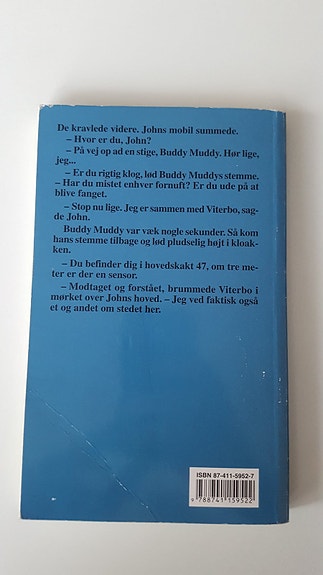 De kravlede videre. Johns mobil summede.
– Hvor er du, John?
– På vej op ad en stige, Buddy Muddy. Hør lige,
jeg...
– Er du rigtig klog, lød Buddy Muddys stemme.
– Har du mistet enhver fornuft? Er du ude på at
blive fanget.
– Stop nu lige. Jeg er sammen med Viterbo, sag-
de John.
Buddy Muddy var væk nogle sekunder. Så kom
hans stemme tilbage og lød pludselig højt i kloak-
ken.
– Du befinder dig i hovedskakt 47, om tre me-
ter er der en sensor.
– Modtaget og forstået, brummede Viterbo i
mørket over Johns hoved. – Jeg ved faktisk også
et og andet om stedet her.
ISBN 87-411-5952-7
9 788741 159522